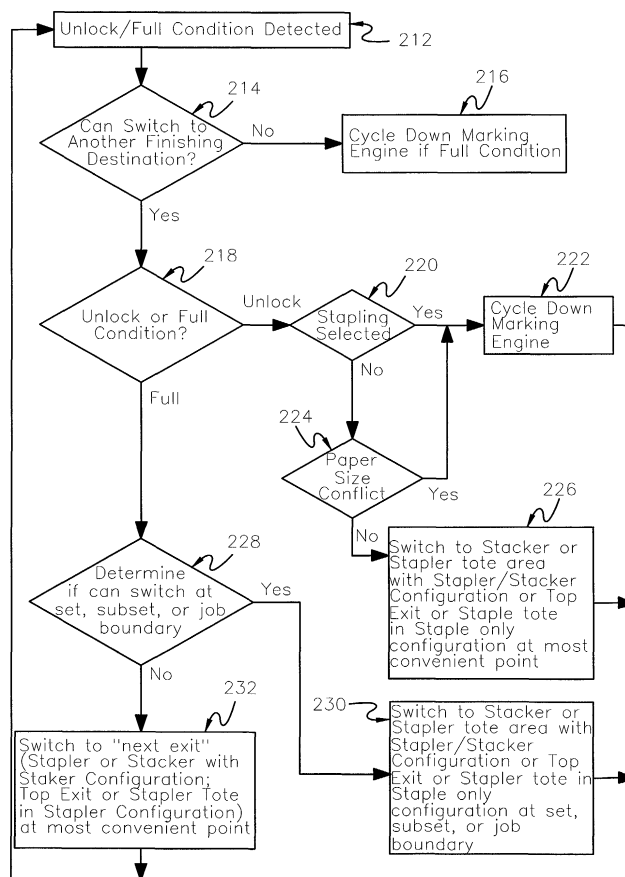 Unlock/Full Condition Detected
212
214
216
Can Switch to
Another Finishing
Destination?
No
Cycle Down Marking
Engine if Full Condition
Yes
218
220
222
Unlock or Full
Condition?
Unlock
Stapling
Selected
Yes
Cycle Down
Marking
Engine
No
Full
224
Paper
Size
Conflict
Yes
226
No
Switch to Stacker or
Stapler tote area
with Stapler/Stacker
Configuration or Top
Exit or Staple tote
in Staple only
configuration at most
convenient point
228
Determine
if can switch at
set, subset, or job
boundary
Yes
No
232
230
Switch to "next exit"
(Stapler or Stacker with
Staker Configuration;
Top Exit or Stapler Tote
in Stapler Configuration)
at most convenient point
Switch to Stacker or
Stapler tote area with
Stapler/Stacker
Configuration or Top
Exit or Stapler tote in
Staple only
configuration at set,
subset, or job
boundary